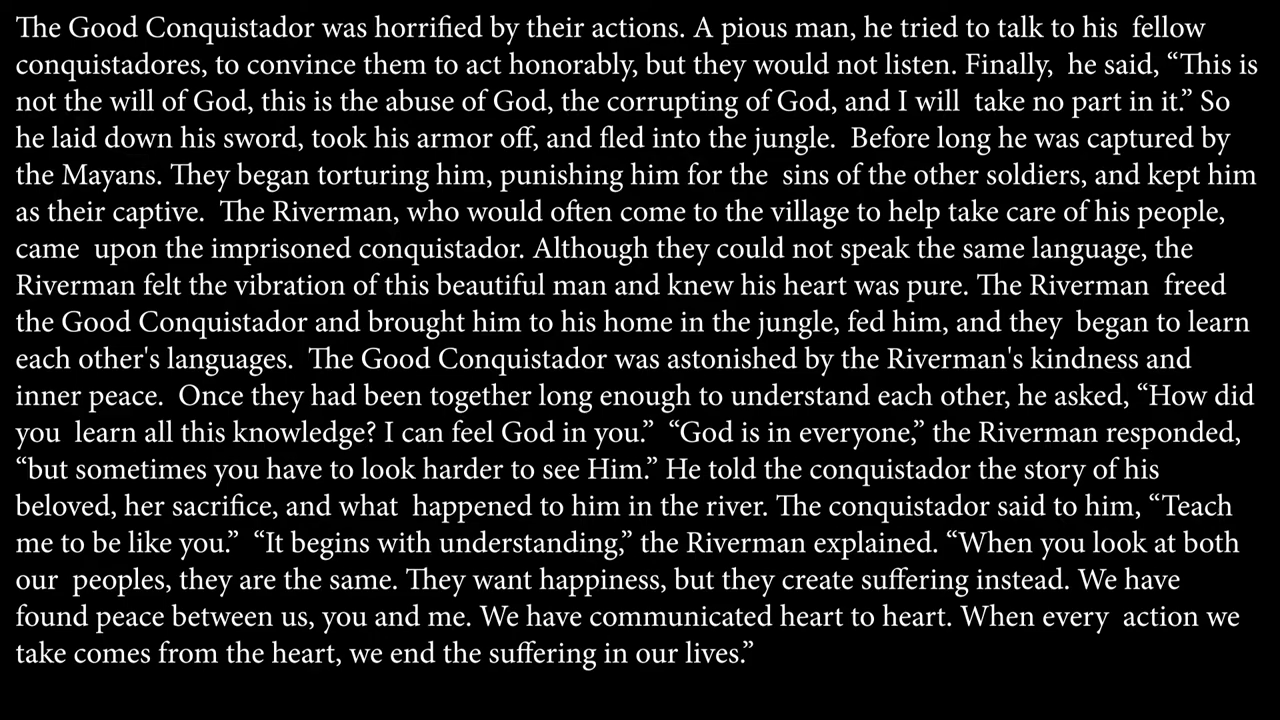 The Good Conquistador was horrified by their actions. A pious man, he tried to talk to his  fellow
conquistadores, to convince them to act honorably, but they would not listen. Finally,  he said, “This is
not the will of God, this is the abuse of God, the corrupting of God, and I will  take no part in it.” So
he laid down his sword, took his armor off, and fled into the jungle.  Before long he was captured by
the Mayans. They began torturing him, punishing him for the  sins of the other soldiers, and kept him
as their captive.  The Riverman, who would often come to the village to help take care of his people,
came  upon the imprisoned conquistador. Although they could not speak the same language, the
Riverman felt the vibration of this beautiful man and knew his heart was pure. The Riverman  freed
the Good Conquistador and brought him to his home in the jungle, fed him, and they  began to learn
each other's languages.  The Good Conquistador was astonished by the Riverman's kindness and
inner peace.  Once they had been together long enough to understand each other, he asked, “How did
you  learn all this knowledge? I can feel God in you.”  “God is in everyone,” the Riverman responded,
“but sometimes you have to look harder to see Him.” He told the conquistador the story of his
beloved, her sacrifice, and what  happened to him in the river. The conquistador said to him, “Teach
me to be like you.”  “It begins with understanding,” the Riverman explained. “When you look at both
our  peoples, they are the same. They want happiness, but they create suffering instead. We have
found peace between us, you and me. We have communicated heart to heart. When every  action we
take comes from the heart, we end the suffering in our lives.”